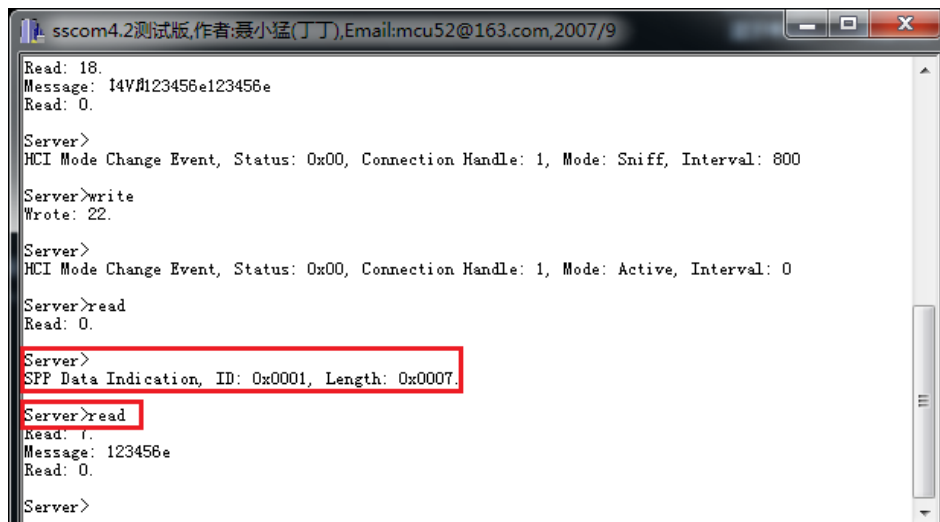 sscom4.2测试版,作者:聂小猛(丁丁),Email:mcu52@163.com,2007/9
Read: 18.
123456e123456e
Read: 0.
Server>
HCI Mode Change Event, Status: 0x00, Connection Handle: 1, Mode: Sniff, Interval: 800
Server>write
Wrote: 22.
Server>
HCI Mode Change Event, Status: 0x00, Connection Handle: 1, Mode: Active, Interval: 0
Server>read
Read: 0.
Server>
SPP Data Indication, ID: 0x0001, Length: 0x0007.
Server>read
Read: 7.
Message: 123456e
Read: 0.
Server>